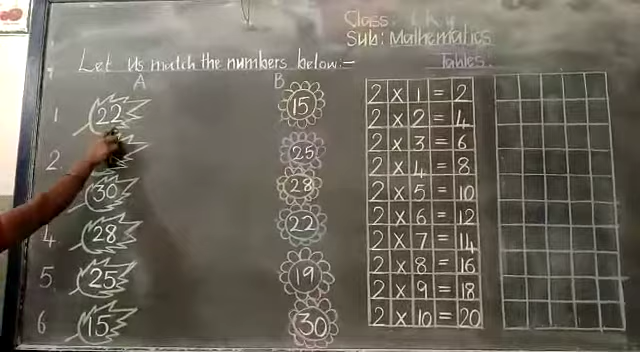 Class: U.K.G
Sub: Mathematics
Let us match the numbers below:-
Tables:
A B
1 22 15
2 25
30 28
4 28 22
5. 25 19
6 15 30
2 x 1 = 2
2 x 2 = 4
2 x 3 = 6
2 x 4 = 8
2 x 5 = 10
2 x 6 = 12
2 x 7 = 14
2 x 8 = 16
2 x 9 = 18
2 x 10 = 20